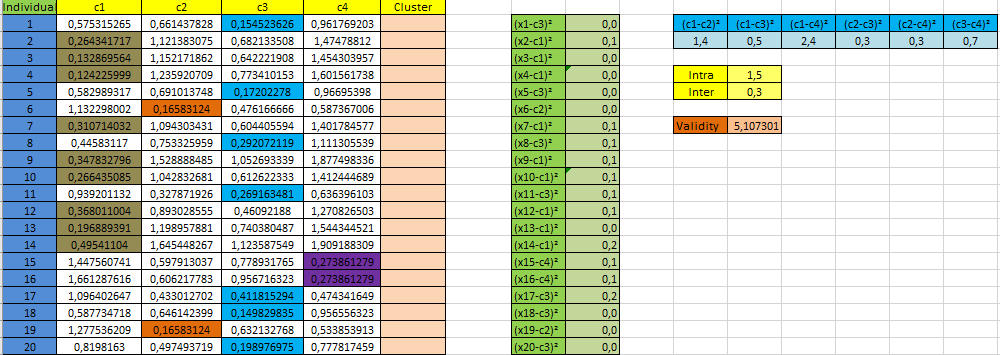 Individual c1 c2 c3 c4 Cluster
1 0,575315265 0,661437828 0,154523626 0,961769203 (x1-c3)² 0,0 (c1-c2)² (c1-c3)² (c1-c4)² (c2-c3)² (c2-c4)² (c3-c4)²
2 0,264341717 1,121383075 0,682133508 1,47478812 (x2-c1)² 0,1 1,4 0,5 2,4 0,3 0,3 0,7
3 0,132869564 1,152171862 0,642221908 1,454303957 (x3-c1)² 0,0
4 0,124225999 1,235920709 0,773410153 1,601561738 (x4-c1)² 0,0 Intra 1,5
5 0,582989317 0,691013748 0,17202278 0,96695398 (x5-c3)² 0,0 Inter 0,3
6 1,132298002 0,16583124 0,476166666 0,587367006 (x6-c2)² 0,0
7 0,310714032 1,094303431 0,604405594 1,401784577 (x7-c1)² 0,1 Validity 5,107301
8 0,44583117 0,753325959 0,292072119 1,111305539 (x8-c3)² 0,1
9 0,347832796 1,528888485 1,052693339 1,877498336 (x9-c1)² 0,1
10 0,266435085 1,042832681 0,612622333 1,412444689 (x10-c1)² 0,1
11 0,939201132 0,327871926 0,269163481 0,636396103 (x11-c3)² 0,1
12 0,368011004 0,893028555 0,46092188 1,270826503 (x12-c1)² 0,1
13 0,196889391 1,198957881 0,740380487 1,544344521 (x13-c1)² 0,0
14 0,49541104 1,645448267 1,123587549 1,909188309 (x14-c1)² 0,2
15 1,447560741 0,597913037 0,778931765 0,273861279 (x15-c4)² 0,1
16 1,661287616 0,606217783 0,956716323 0,273861279 (x16-c4)² 0,1
17 1,096402647 0,433012702 0,411815294 0,474341649 (x17-c3)² 0,2
18 0,587734718 0,646142399 0,149829835 0,956556323 (x18-c3)² 0,0
19 1,277536209 0,16583124 0,632132768 0,533853913 (x19-c2)² 0,0
20 0,8198163 0,497493719 0,198976975 0,777817459 (x20-c3)² 0,0